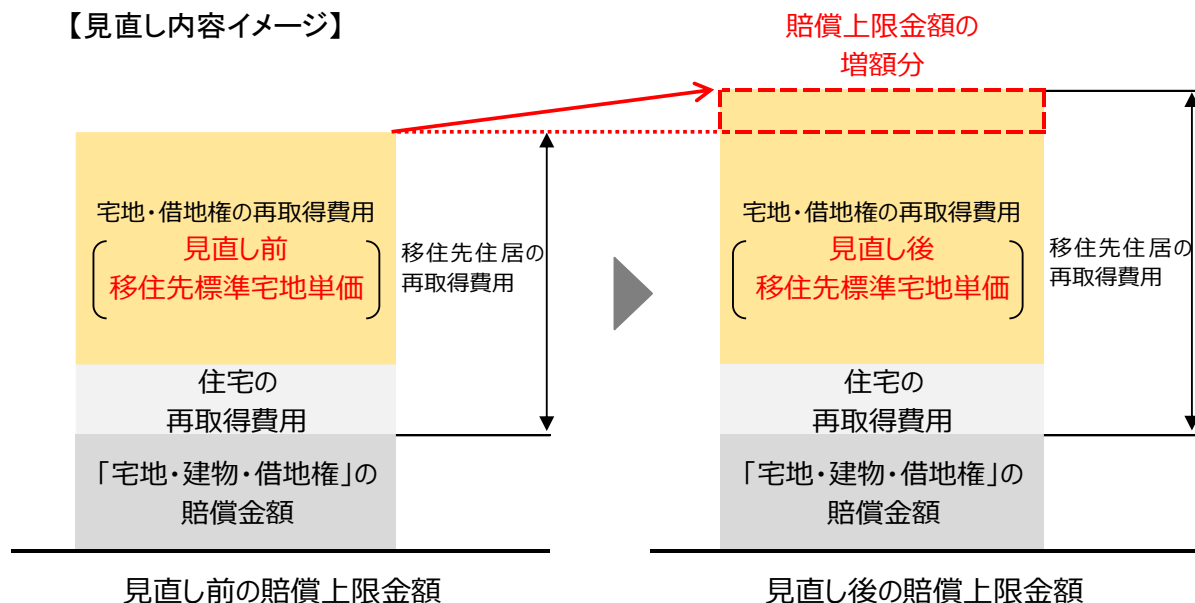 【見直し内容イメージ】
賠償上限金額の
増額分
宅地・借地権の再取得費用
見直し前
移住先標準宅地単価
移住先住居の
再取得費用
住宅の
再取得費用
「宅地・建物・借地権」の
賠償金額
見直し前の賠償上限金額
宅地・借地権の再取得費用
見直し後
移住先標準宅地単価
移住先住居の
再取得費用
住宅の
再取得費用
「宅地・建物・借地権」の
賠償金額
見直し後の賠償上限金額